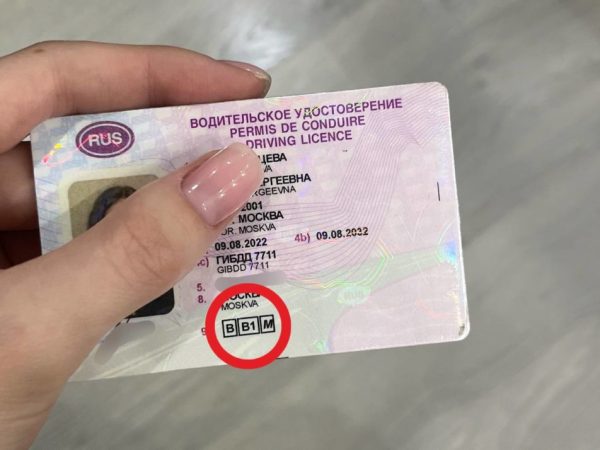 RUS
ВОДИТЕЛЬСКОЕ УДОСТОВЕРЕНИЕ
PERMIS DE CONDUIRE
DRIVING LICENCE
09.08.2022 4b) 09.08.2032
ГИБДД 7711
GIBDD 7711
5.
8. МОСКВА
MOSKVA
B B1 M